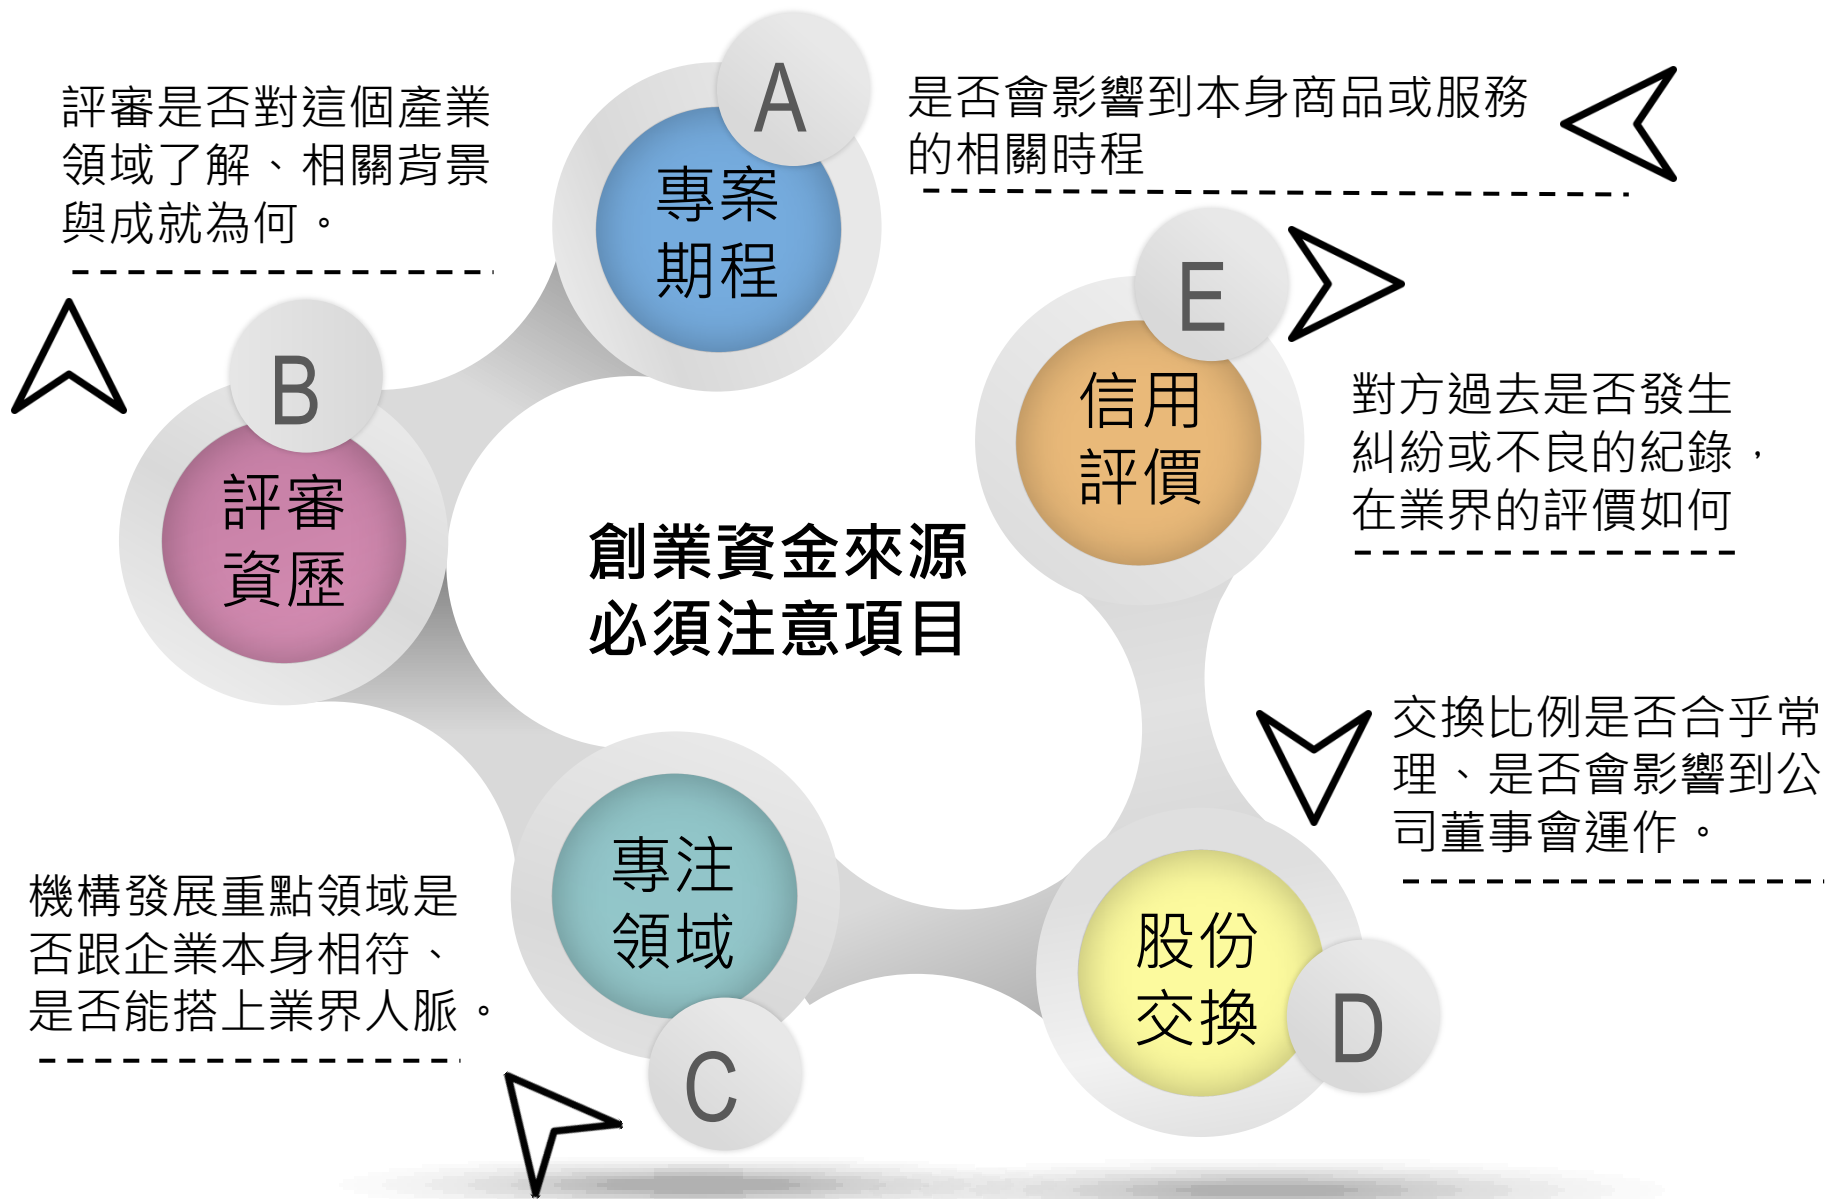 創業資金來源
必須注意項目
A
專案
期程
是否會影響到本身商品或服務
的相關時程
B
評審
資歷
評審是否對這個產業
領域了解、相關背景
與成就為何。
C
專注
領域
機構發展重點領域是
否跟企業本身相符、
是否能搭上業界人脈。
D
股份
交換
交換比例是否合乎常
理、是否會影響到公
司董事會運作。
E
信用
評價
對方過去是否發生
糾紛或不良的紀錄，
在業界的評價如何